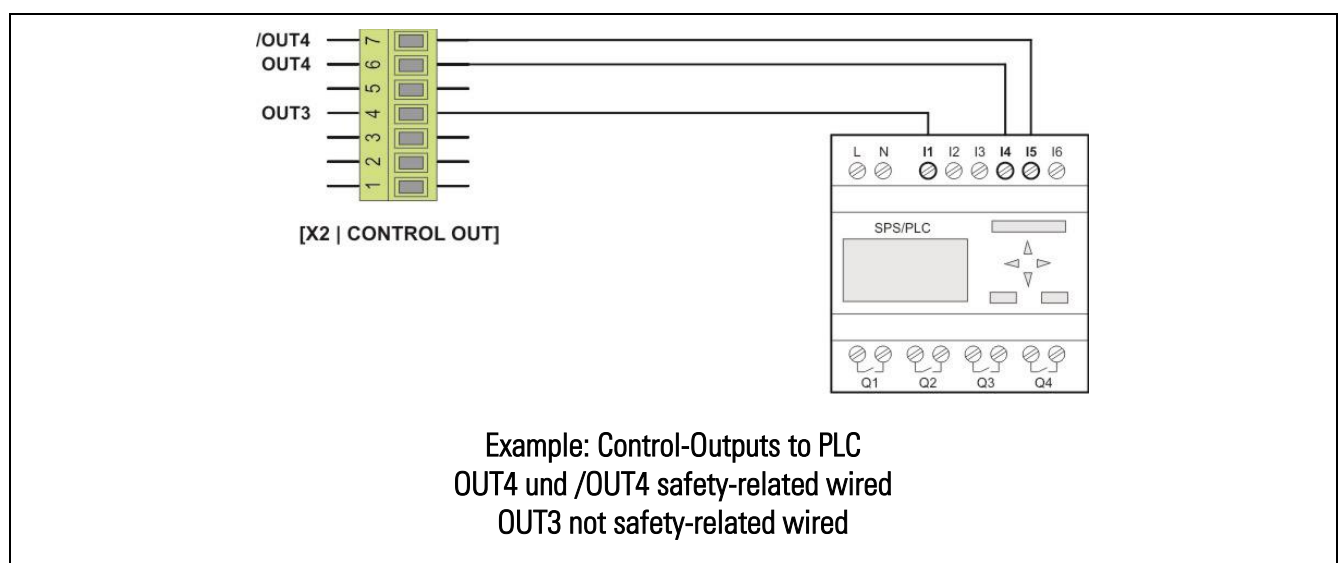 /OUT4 7
OUT4 6
5
OUT3 4
3
2
1
[X2 | CONTROL OUT]
L N I1 I2 I3 I4 I5 I6
SPS/PLC
Q1 Q2 Q3 Q4
Example: Control-Outputs to PLC
OUT4 und /OUT4 safety-related wired
OUT3 not safety-related wired